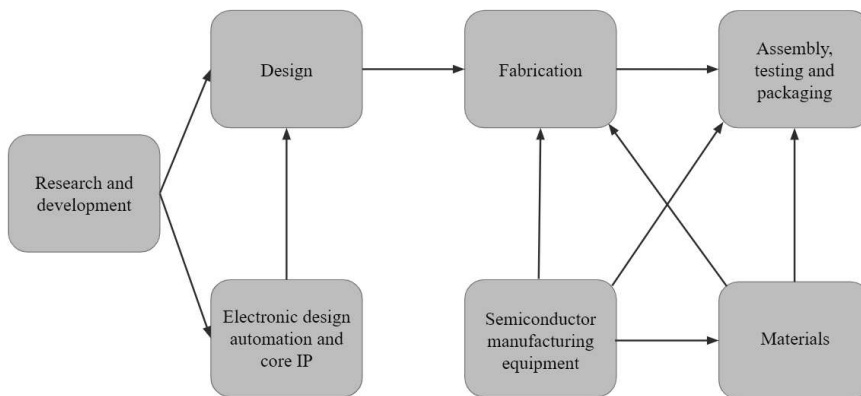 Design
Fabrication
Assembly,
testing and
packaging
Research and
development
Electronic design
automation and
core IP
Semiconductor
manufacturing
equipment
Materials